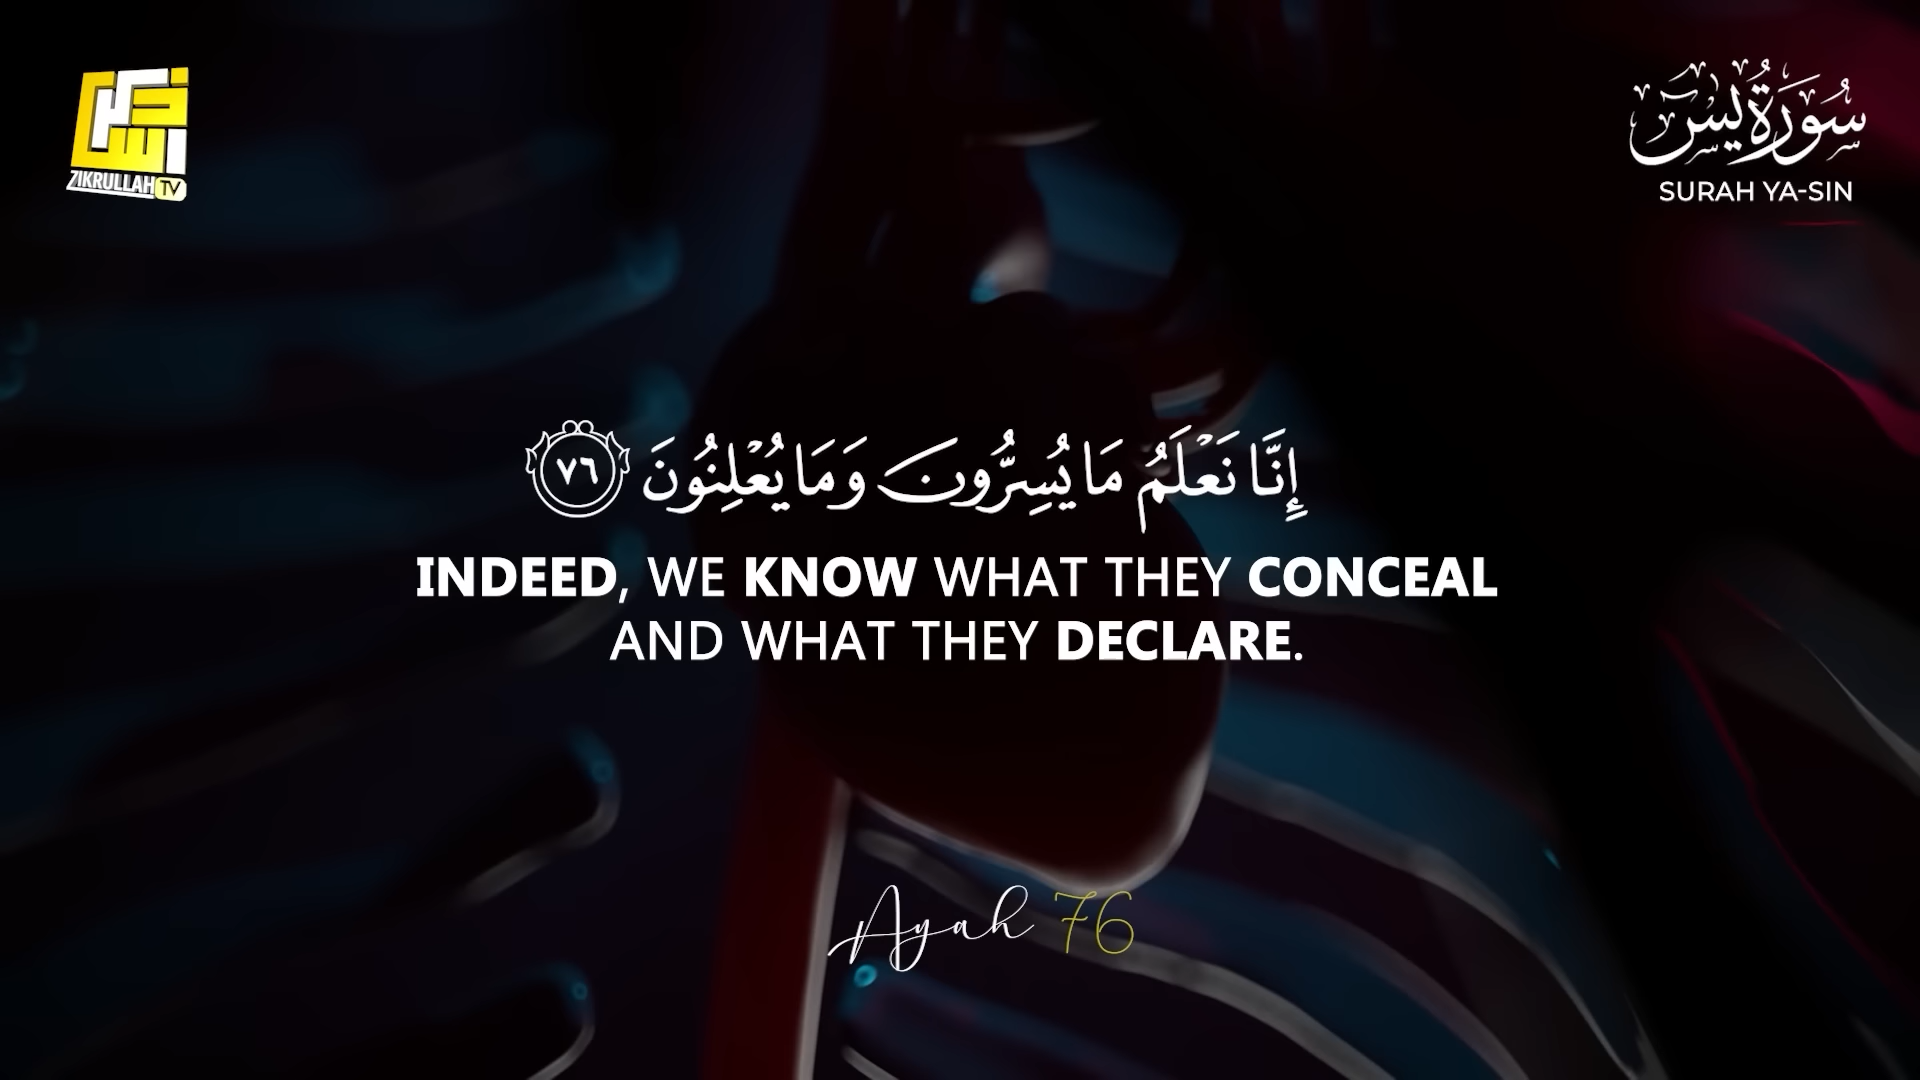 ذكر
الله
ZIKRULLAH TV
سُورَةُ يسٓ
SURAH YA-SIN
إِنَّا نَعْلَمُ مَا يُسِرُّونَ وَمَا يُعْلِنُونَ ٧٦
INDEED, WE KNOW WHAT THEY CONCEAL
AND WHAT THEY DECLARE.
Ayah 76